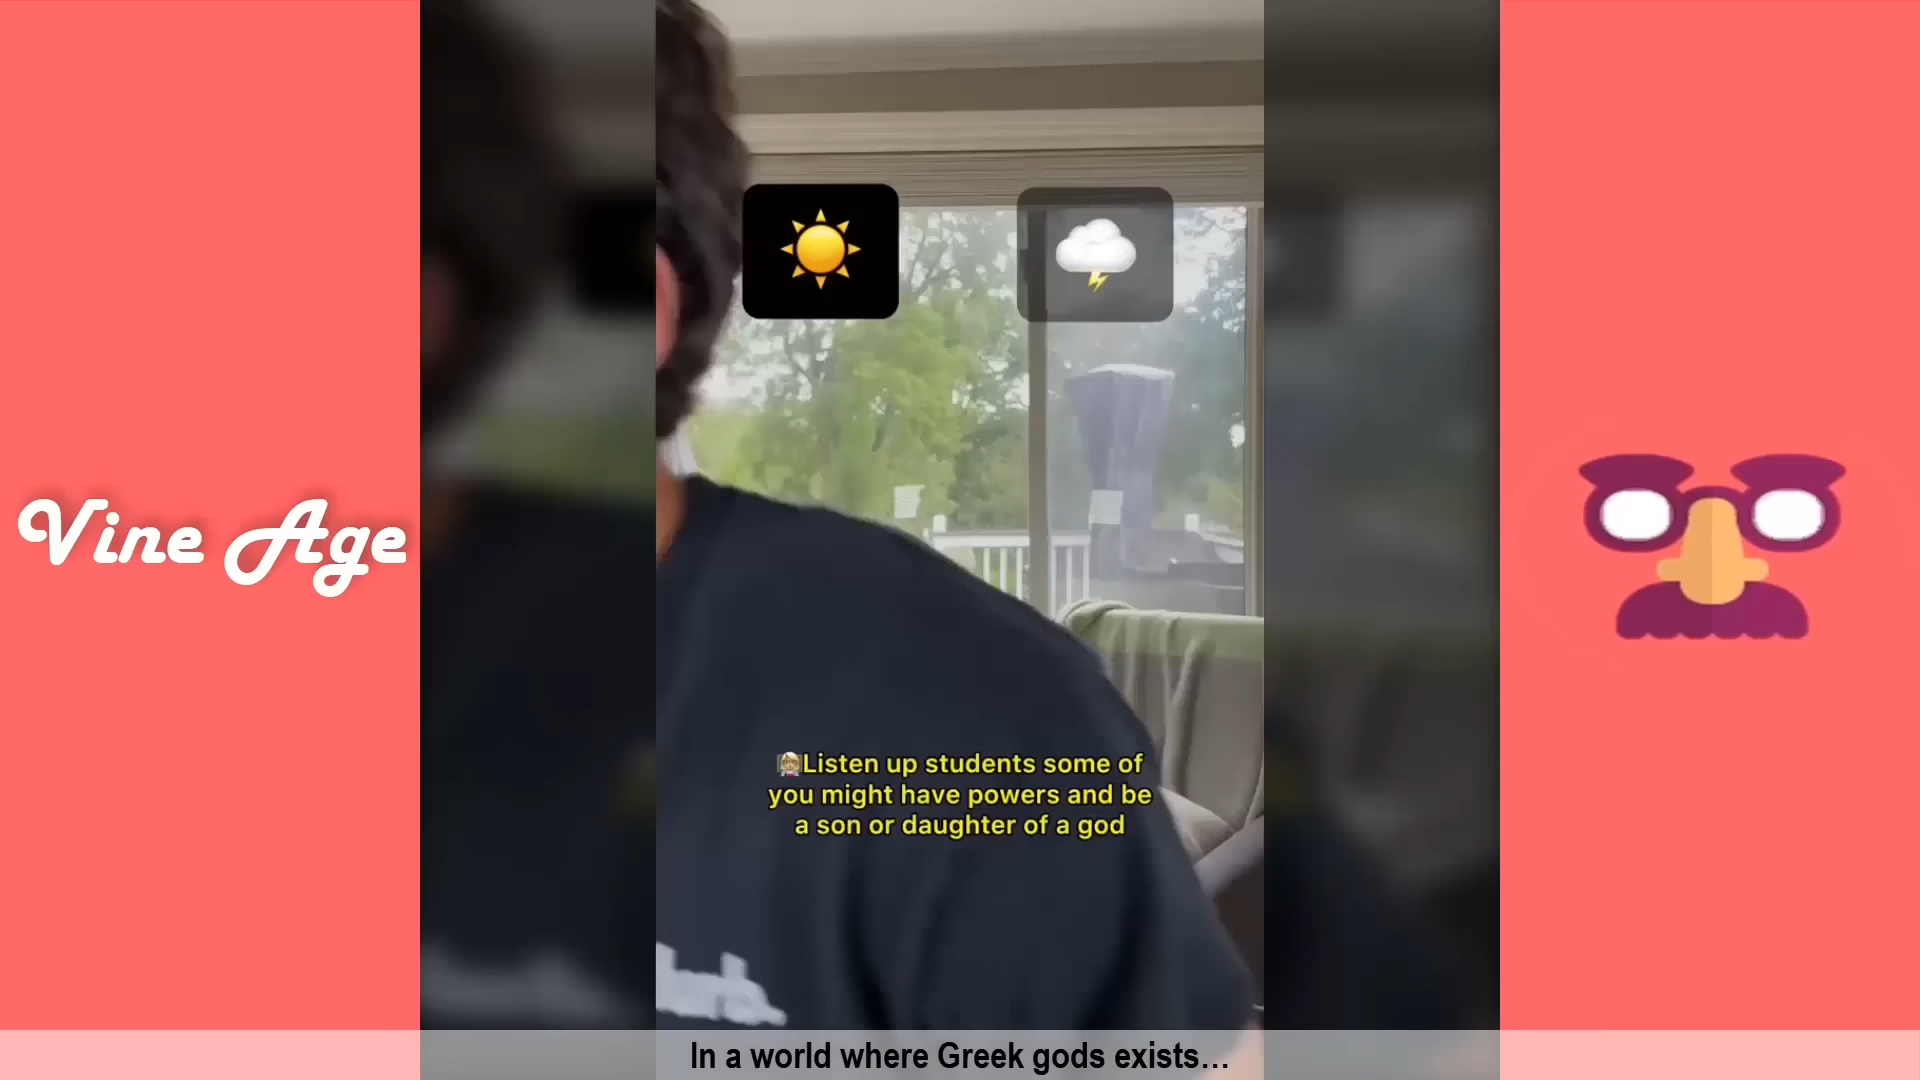 Vine Age
Listen up students some of
you might have powers and be
a son or daughter of a god
In a world where Greek gods exists...